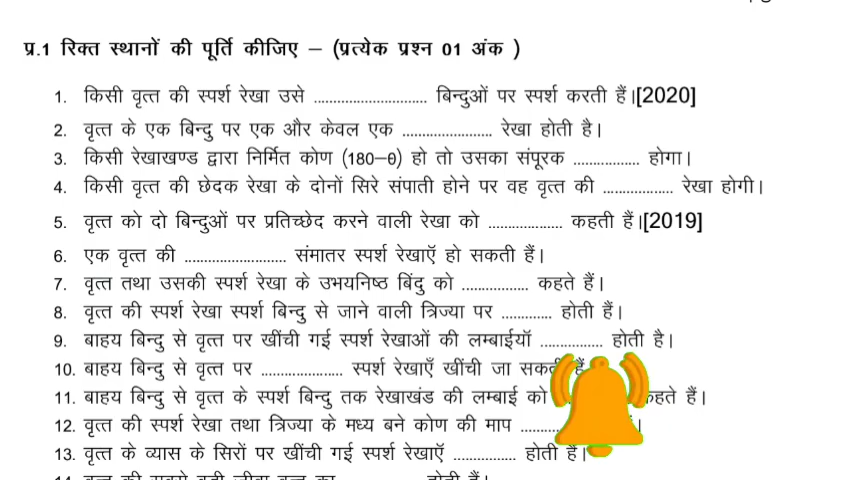 प्र.1 रिक्त स्थानों की पूर्ति कीजिए – (प्रत्येक प्रश्न 01 अंक )
1. किसी वृत्त की स्पर्श रेखा उसे ............................. बिन्दुओं पर स्पर्श करती हैं।[2020]
2. वृत्त के एक बिन्दु पर एक और केवल एक ....................... रेखा होती है।
3. किसी रेखाखण्ड द्वारा निर्मित कोण (180–θ) हो तो उसका संपूरक ................. होगा।
4. किसी वृत्त की छेदक रेखा के दोनों सिरे संपाती होने पर वह वृत्त की .................. रेखा होगी।
5. वृत्त को दो बिन्दुओं पर प्रतिच्छेद करने वाली रेखा को ................... कहती हैं।[2019]
6. एक वृत्त की .......................... संमातर स्पर्श रेखाऍ हो सकती हैं।
7. वृत्त तथा उसकी स्पर्श रेखा के उभयनिष्ठ बिंदु को ................. कहते हैं।
8. वृत्त की स्पर्श रेखा स्पर्श बिन्दु से जाने वाली त्रिज्या पर ............. होती हैं।
9. बाहय बिन्दु से वृत्त पर खींची गई स्पर्श रेखाओं की लम्बाईयॉ ................ होती है।
10. बाहय बिन्दु से वृत्त पर ..................... स्पर्श रेखाएँ खींची जा हैं
11. बाहय बिन्दु से वृत्त के स्पर्श बिन्दु तक रेखाखंड की लम्बाई को कहते हैं।
12. वृत्त की स्पर्श रेखा तथा त्रिज्या के मध्य बने कोण की माप ..........
13. वृत्त के व्यास के सिरों पर खींची गई स्पर्श रेखाऍ ................ होती हैं।